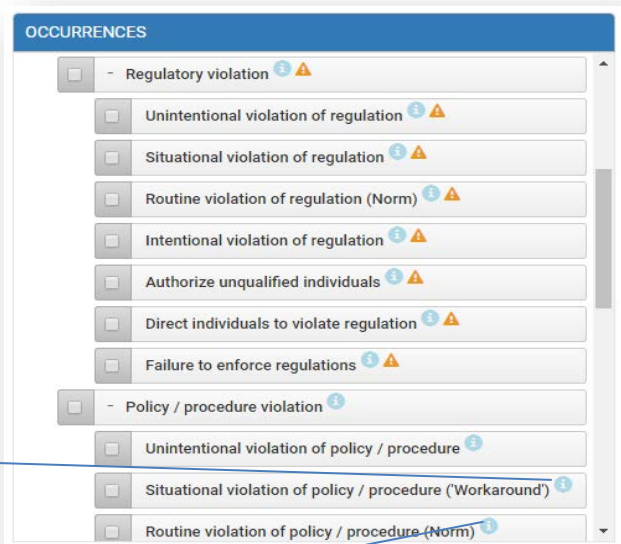 OCCURRENCES
- Regulatory violation
Unintentional violation of regulation
Situational violation of regulation
Routine violation of regulation (Norm)
Intentional violation of regulation
Authorize unqualified individuals
Direct individuals to violate regulation
Failure to enforce regulations
- Policy / procedure violation
Unintentional violation of policy / procedure
Situational violation of policy / procedure ('Workaround')
Routine violation of policy / procedure (Norm)